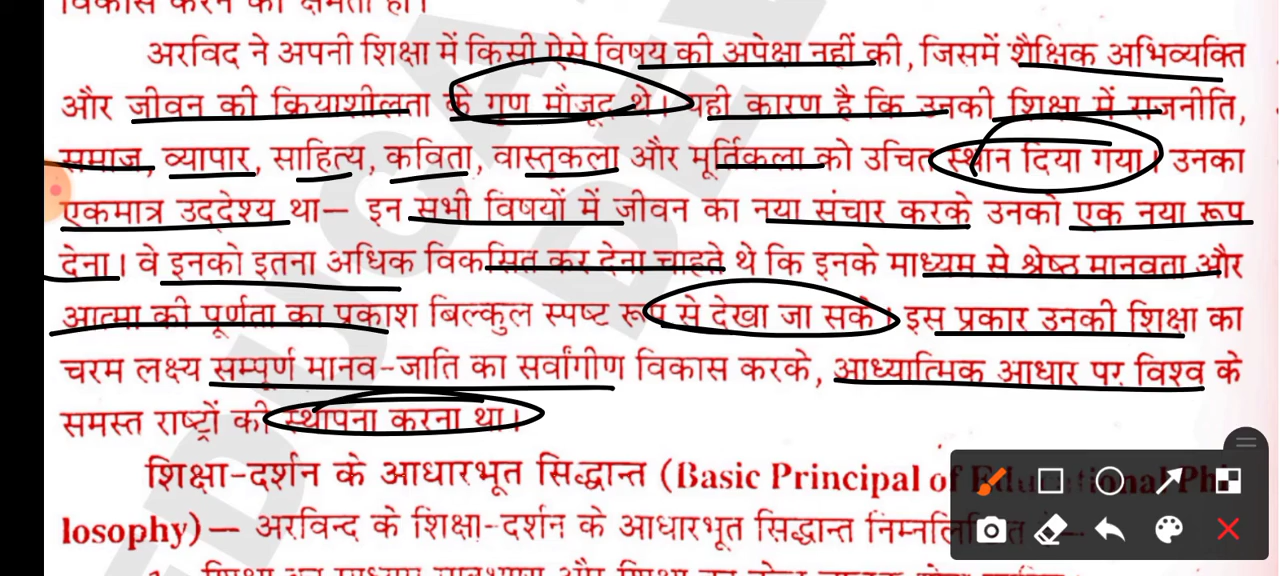 विकास करने की क्षमता हो।
अरविद ने अपनी शिक्षा में किसी ऐसे विषय की अपेक्षा नहीं की, जिसमें शैक्षिक अभिव्यक्ति
और जीवन की क्रियाशीलता के गुण मौजूद थे। यही कारण है कि उनकी शिक्षा में राजनीति,
समाज, व्यापार, साहित्य, कविता, वास्तुकला और मूर्तिकला को उचित स्थान दिया गया। उनका
एकमात्र उद्देश्य था— इन सभी विषयों में जीवन का नया संचार करके उनको एक नया रूप
देना। वे इनको इतना अधिक विकसित कर देना चाहते थे कि इनके माध्यम से श्रेष्ठ मानवता और
आत्मा की पूर्णता का प्रकाश बिल्कुल स्पष्ट रूप से देखा जा सके। इस प्रकार उनकी शिक्षा का
चरम लक्ष्य सम्पूर्ण मानव-जाति का सर्वांगीण विकास करके, आध्यात्मिक आधार पर विश्व के
समस्त राष्ट्रों की स्थापना करना था।
शिक्षा-दर्शन के आधारभूत सिद्धान्त (Basic Principal of Educational Phi-
losophy)— अरविन्द के शिक्षा-दर्शन के आधारभूत सिद्धान्त निम्नलिखित